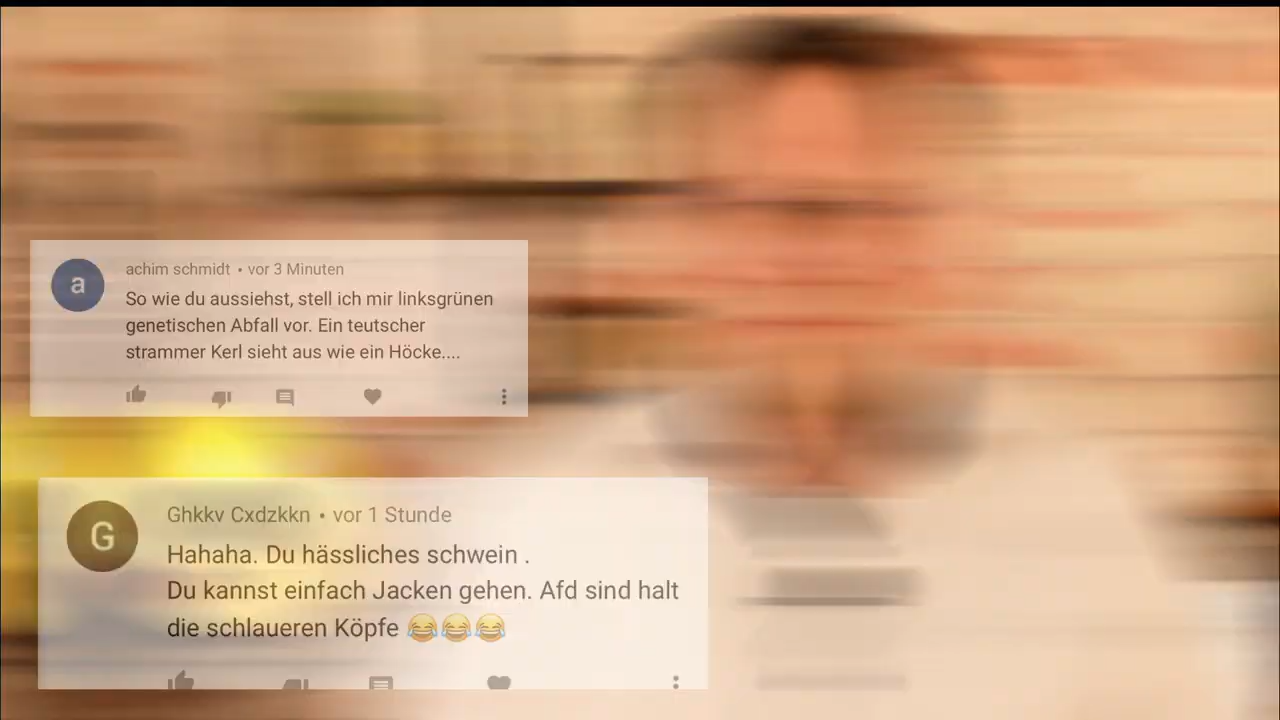 achim schmidt • vor 3 Minuten
So wie du aussiehst, stell ich mir linksgrünen
genetischen Abfall vor. Ein teutscher
strammer Kerl sieht aus wie ein Höcke....
Ghkkv Cxdzkkn • vor 1 Stunde
Hahaha. Du hässliches schwein .
Du kannst einfach Jacken gehen. Afd sind halt
die schlaueren Köpfe 😂😂😂